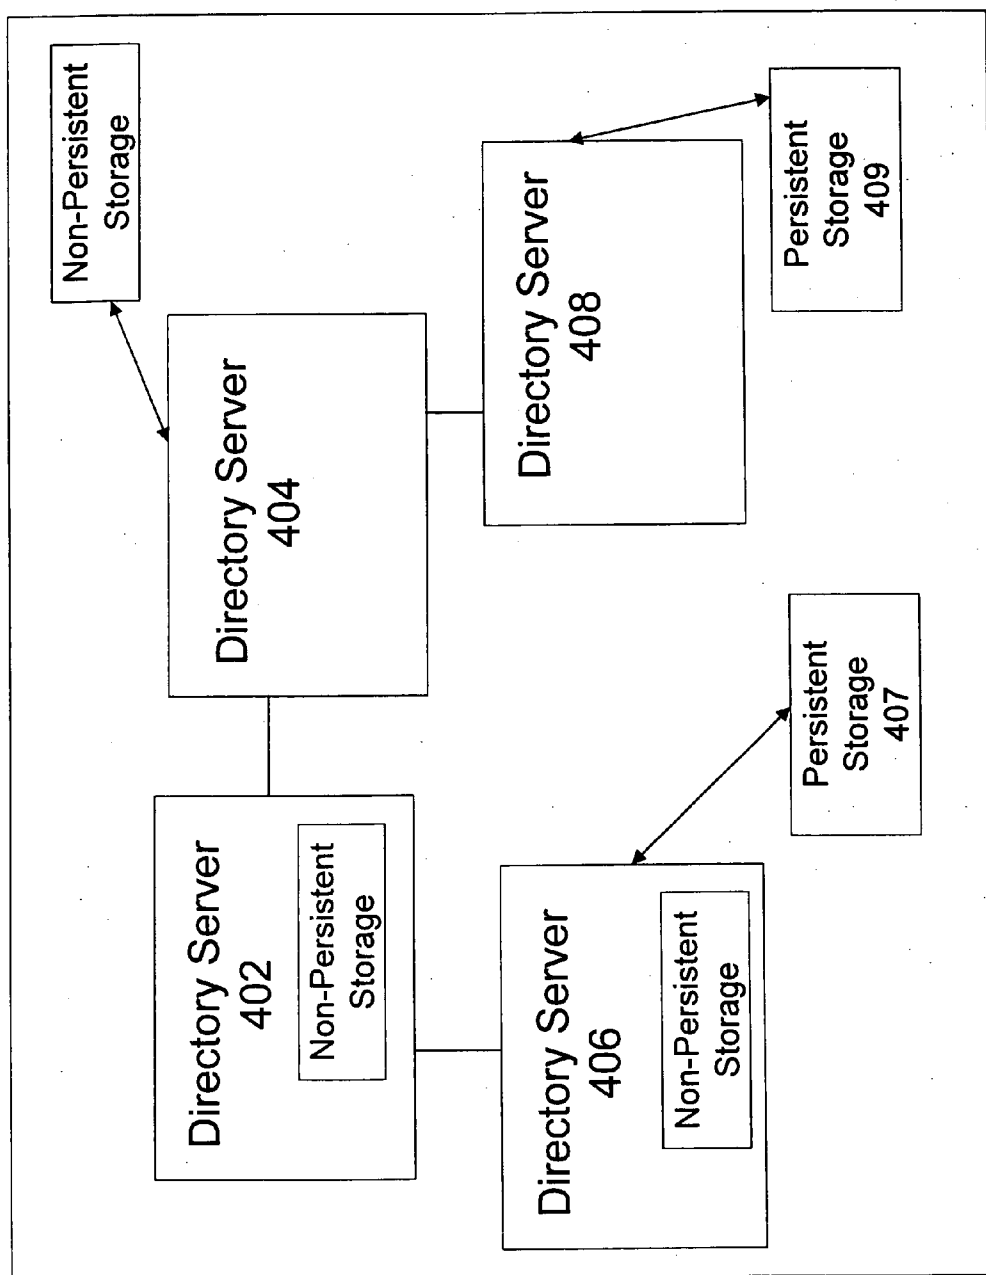 Directory Server
402
Non-Persistent
Storage
Directory Server
404
Non-Persistent
Storage
Directory Server
406
Non-Persistent
Storage
Persistent
Storage
407
Directory Server
408
Persistent
Storage
409